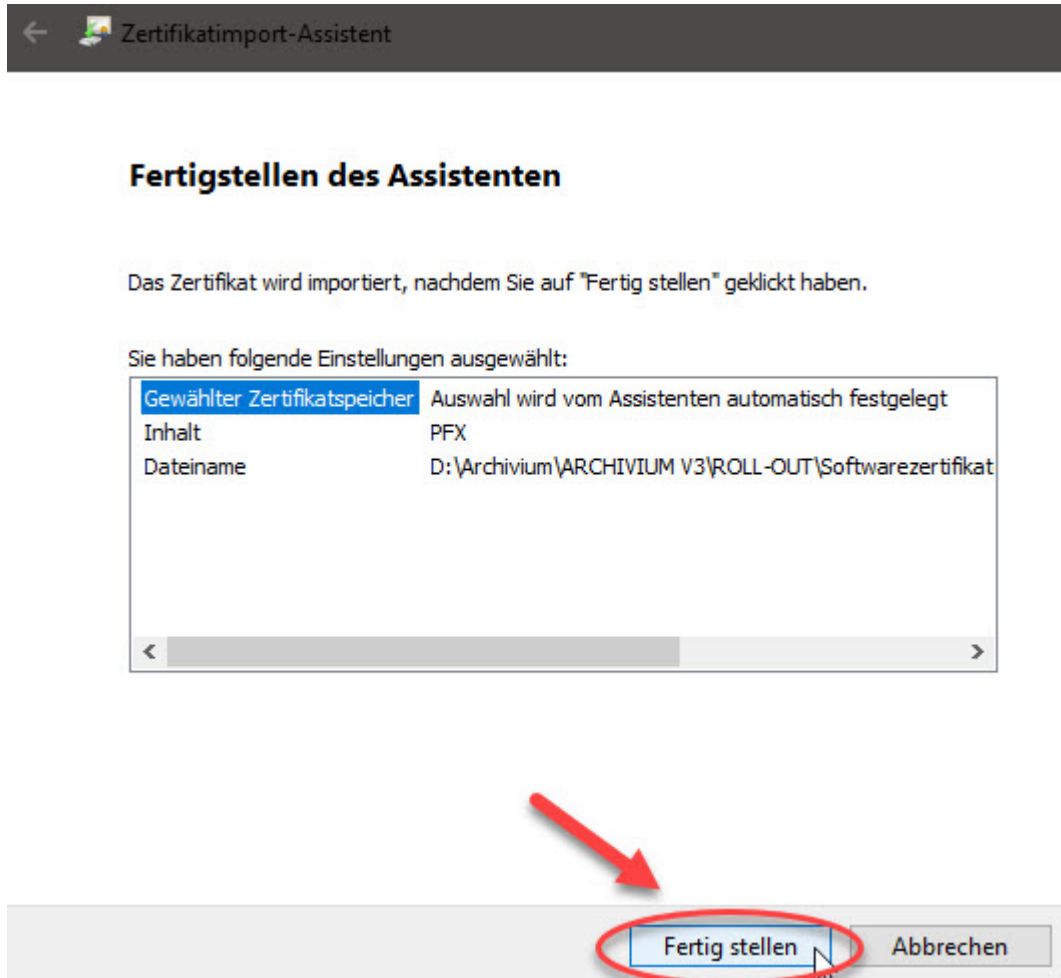 Zertifikatimport-Assistent
Fertigstellen des Assistenten
Das Zertifikat wird importiert, nachdem Sie auf "Fertig stellen" geklickt haben.
Sie haben folgende Einstellungen ausgewählt:
Gewählter Zertifikatspeicher Auswahl wird vom Assistenten automatisch festgelegt
Inhalt PFX
Dateiname D:\Archivium\ARCHIVIUM V3\ROLL-OUT\Softwarezertifikat
Fertig stellen Abbrechen